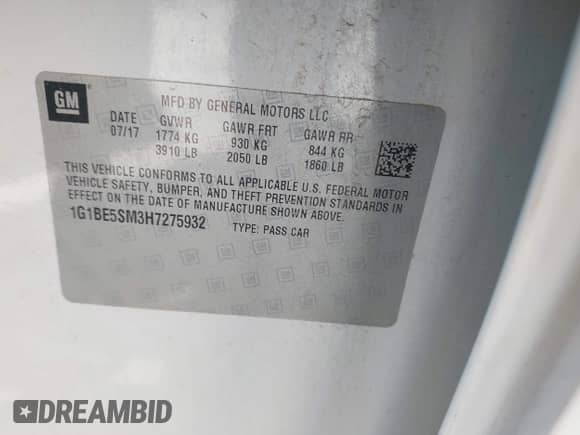 GM
MFD BY GENERAL MOTORS LLC
DATE GVWR GAWR FRT GAWR RR
07/17 1774 KG 930 KG 844 KG
3910 LB 2050 LB 1860 LB
THIS VEHICLE CONFORMS TO ALL APPLICABLE U.S. FEDERAL MOTOR
VEHICLE SAFETY, BUMPER, AND THEFT PREVENTION STANDARDS IN
EFFECT ON THE DATE OF MANUFACTURE SHOWN ABOVE.
1G1BE5SM3H7275932 TYPE: PASS CAR
DREAMBID